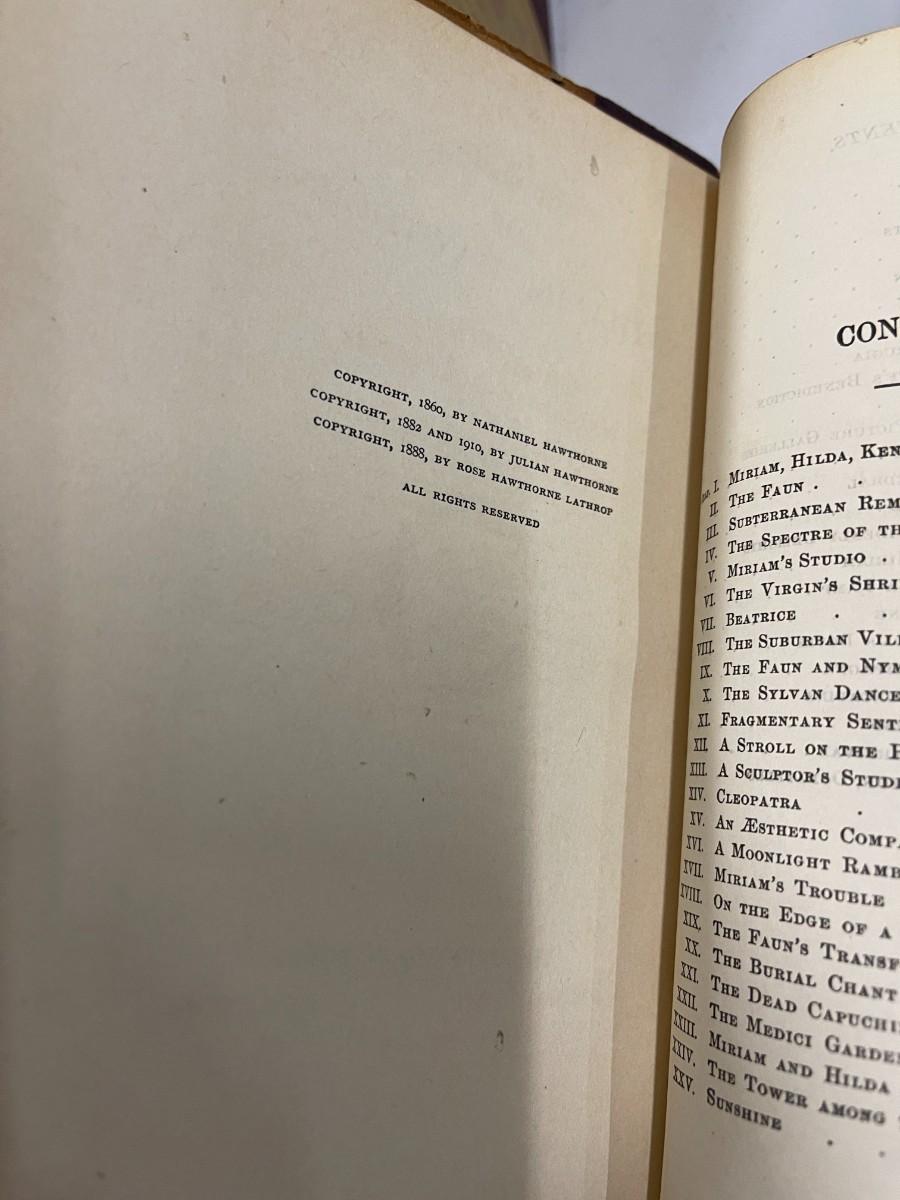 COPYRIGHT, 1860, BY NATHANIEL HAWTHORNE
COPYRIGHT, 1882 AND 1910, BY JULIAN HAWTHORNE
COPYRIGHT, 1888, BY ROSE HAWTHORNE LATHROP
ALL RIGHTS RESERVED
CON
I. MIRIAM, HILDA, KEN
II. THE FAUN .
III. SUBTERRANEAN REM
IV. THE SPECTRE OF TH
V. MIRIAM'S STUDIO .
VI. THE VIRGIN'S SHRI
VII. BEATRICE . .
VIII. THE SUBURBAN VIL
IX. THE FAUN AND NYM
X. THE SYLVAN DANCE
XI. FRAGMENTARY SENT
XII. A STROLL ON THE P
XIII. A SCULPTOR'S STUDI
XIV. CLEOPATRA .
XV. AN ÆSTHETIC COMPA
XVI. A MOONLIGHT RAMB
XVII. MIRIAM'S TROUBLE
XVIII. ON THE EDGE OF A
XIX. THE FAUN'S TRANSF
XX. THE BURIAL CHANT
XXI. THE DEAD CAPUCHI
XXII. THE MEDICI GARDE
XXIII. MIRIAM AND HILDA
XXIV. THE TOWER AMONG
XXV. SUNSHINE . .